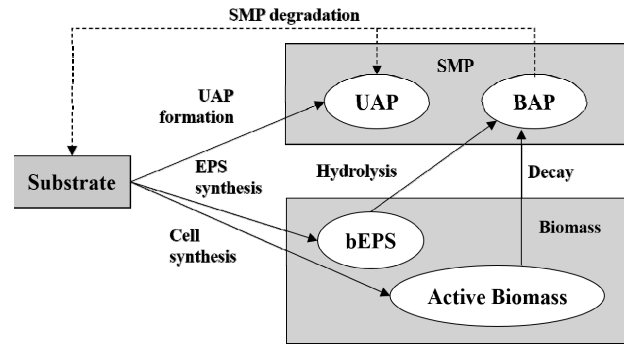 SMP degradation
SMP
UAP
formation
UAP
BAP
Substrate
EPS
synthesis
Hydrolysis
Decay
Cell
synthesis
bEPS
Biomass
Active Biomass